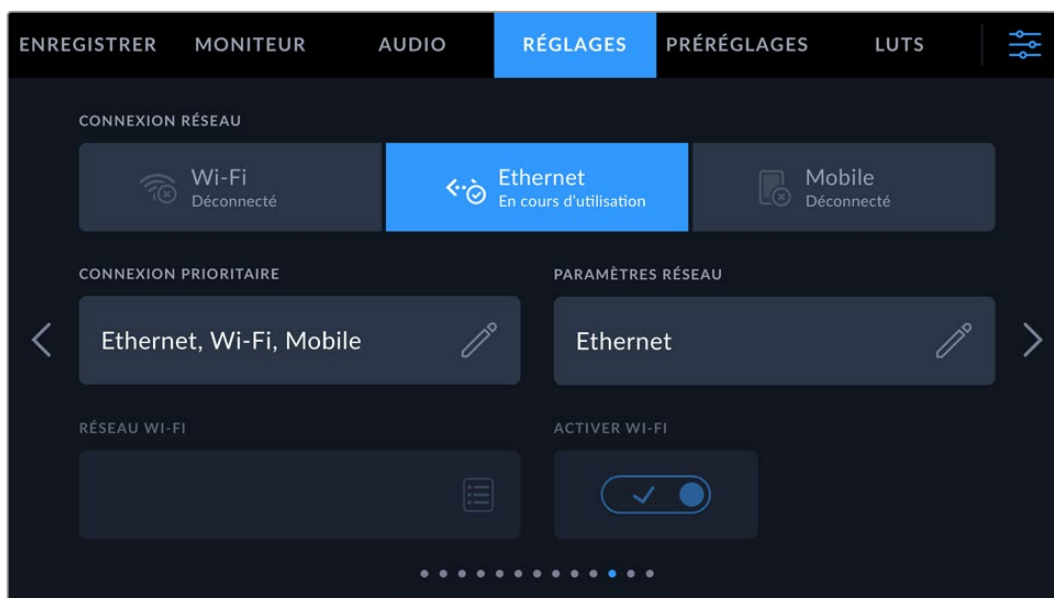 ENREGISTRER MONITEUR AUDIO RÉGLAGES PRÉRÉGLAGES LUTS
CONNEXION RÉSEAU
Wi-Fi Ethernet Mobile
Déconnecté En cours d'utilisation Déconnecté
CONNEXION PRIORITAIRE PARAMÈTRES RÉSEAU
Ethernet, Wi-Fi, Mobile Ethernet
RÉSEAU WI-FI ACTIVER WI-FI